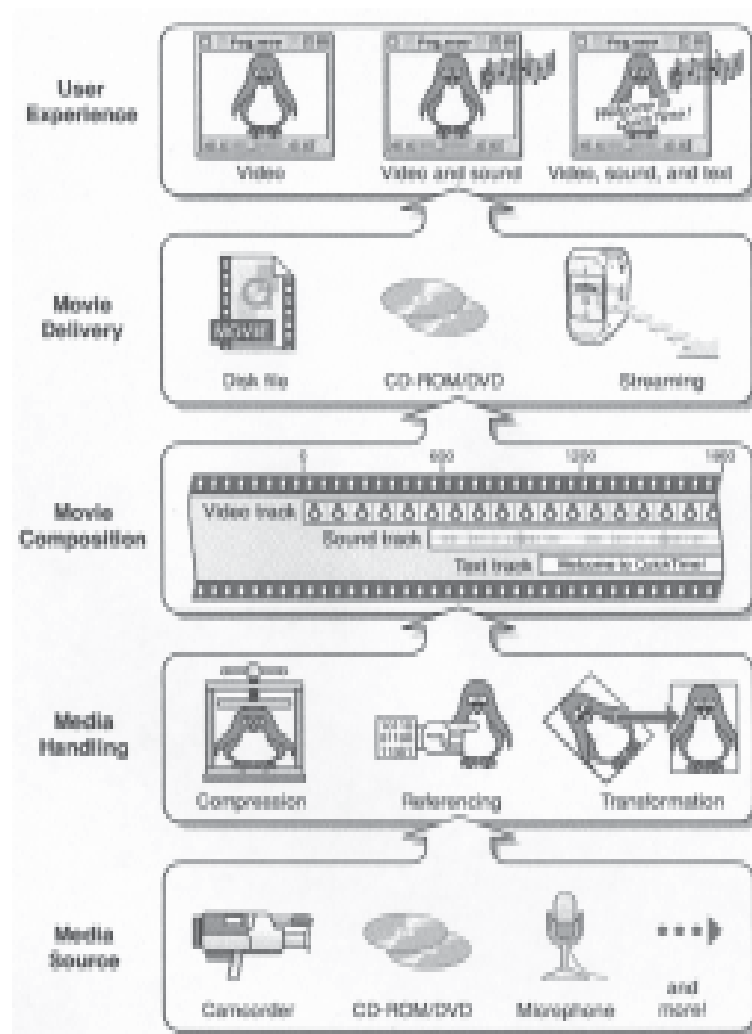 User
Experience
Video
Video and sound
Video, sound, and text
Movie
Delivery
MOVIE
Disk file
CD-ROM/DVD
Streaming
Movie
Composition
0
600
1200
1800
Video track
Sound track
Text track
Welcome to QuickTime!
Media
Handling
Compression
Referencing
Transformation
Media
Source
Camcorder
CD-ROM/DVD
Microphone
and
more!